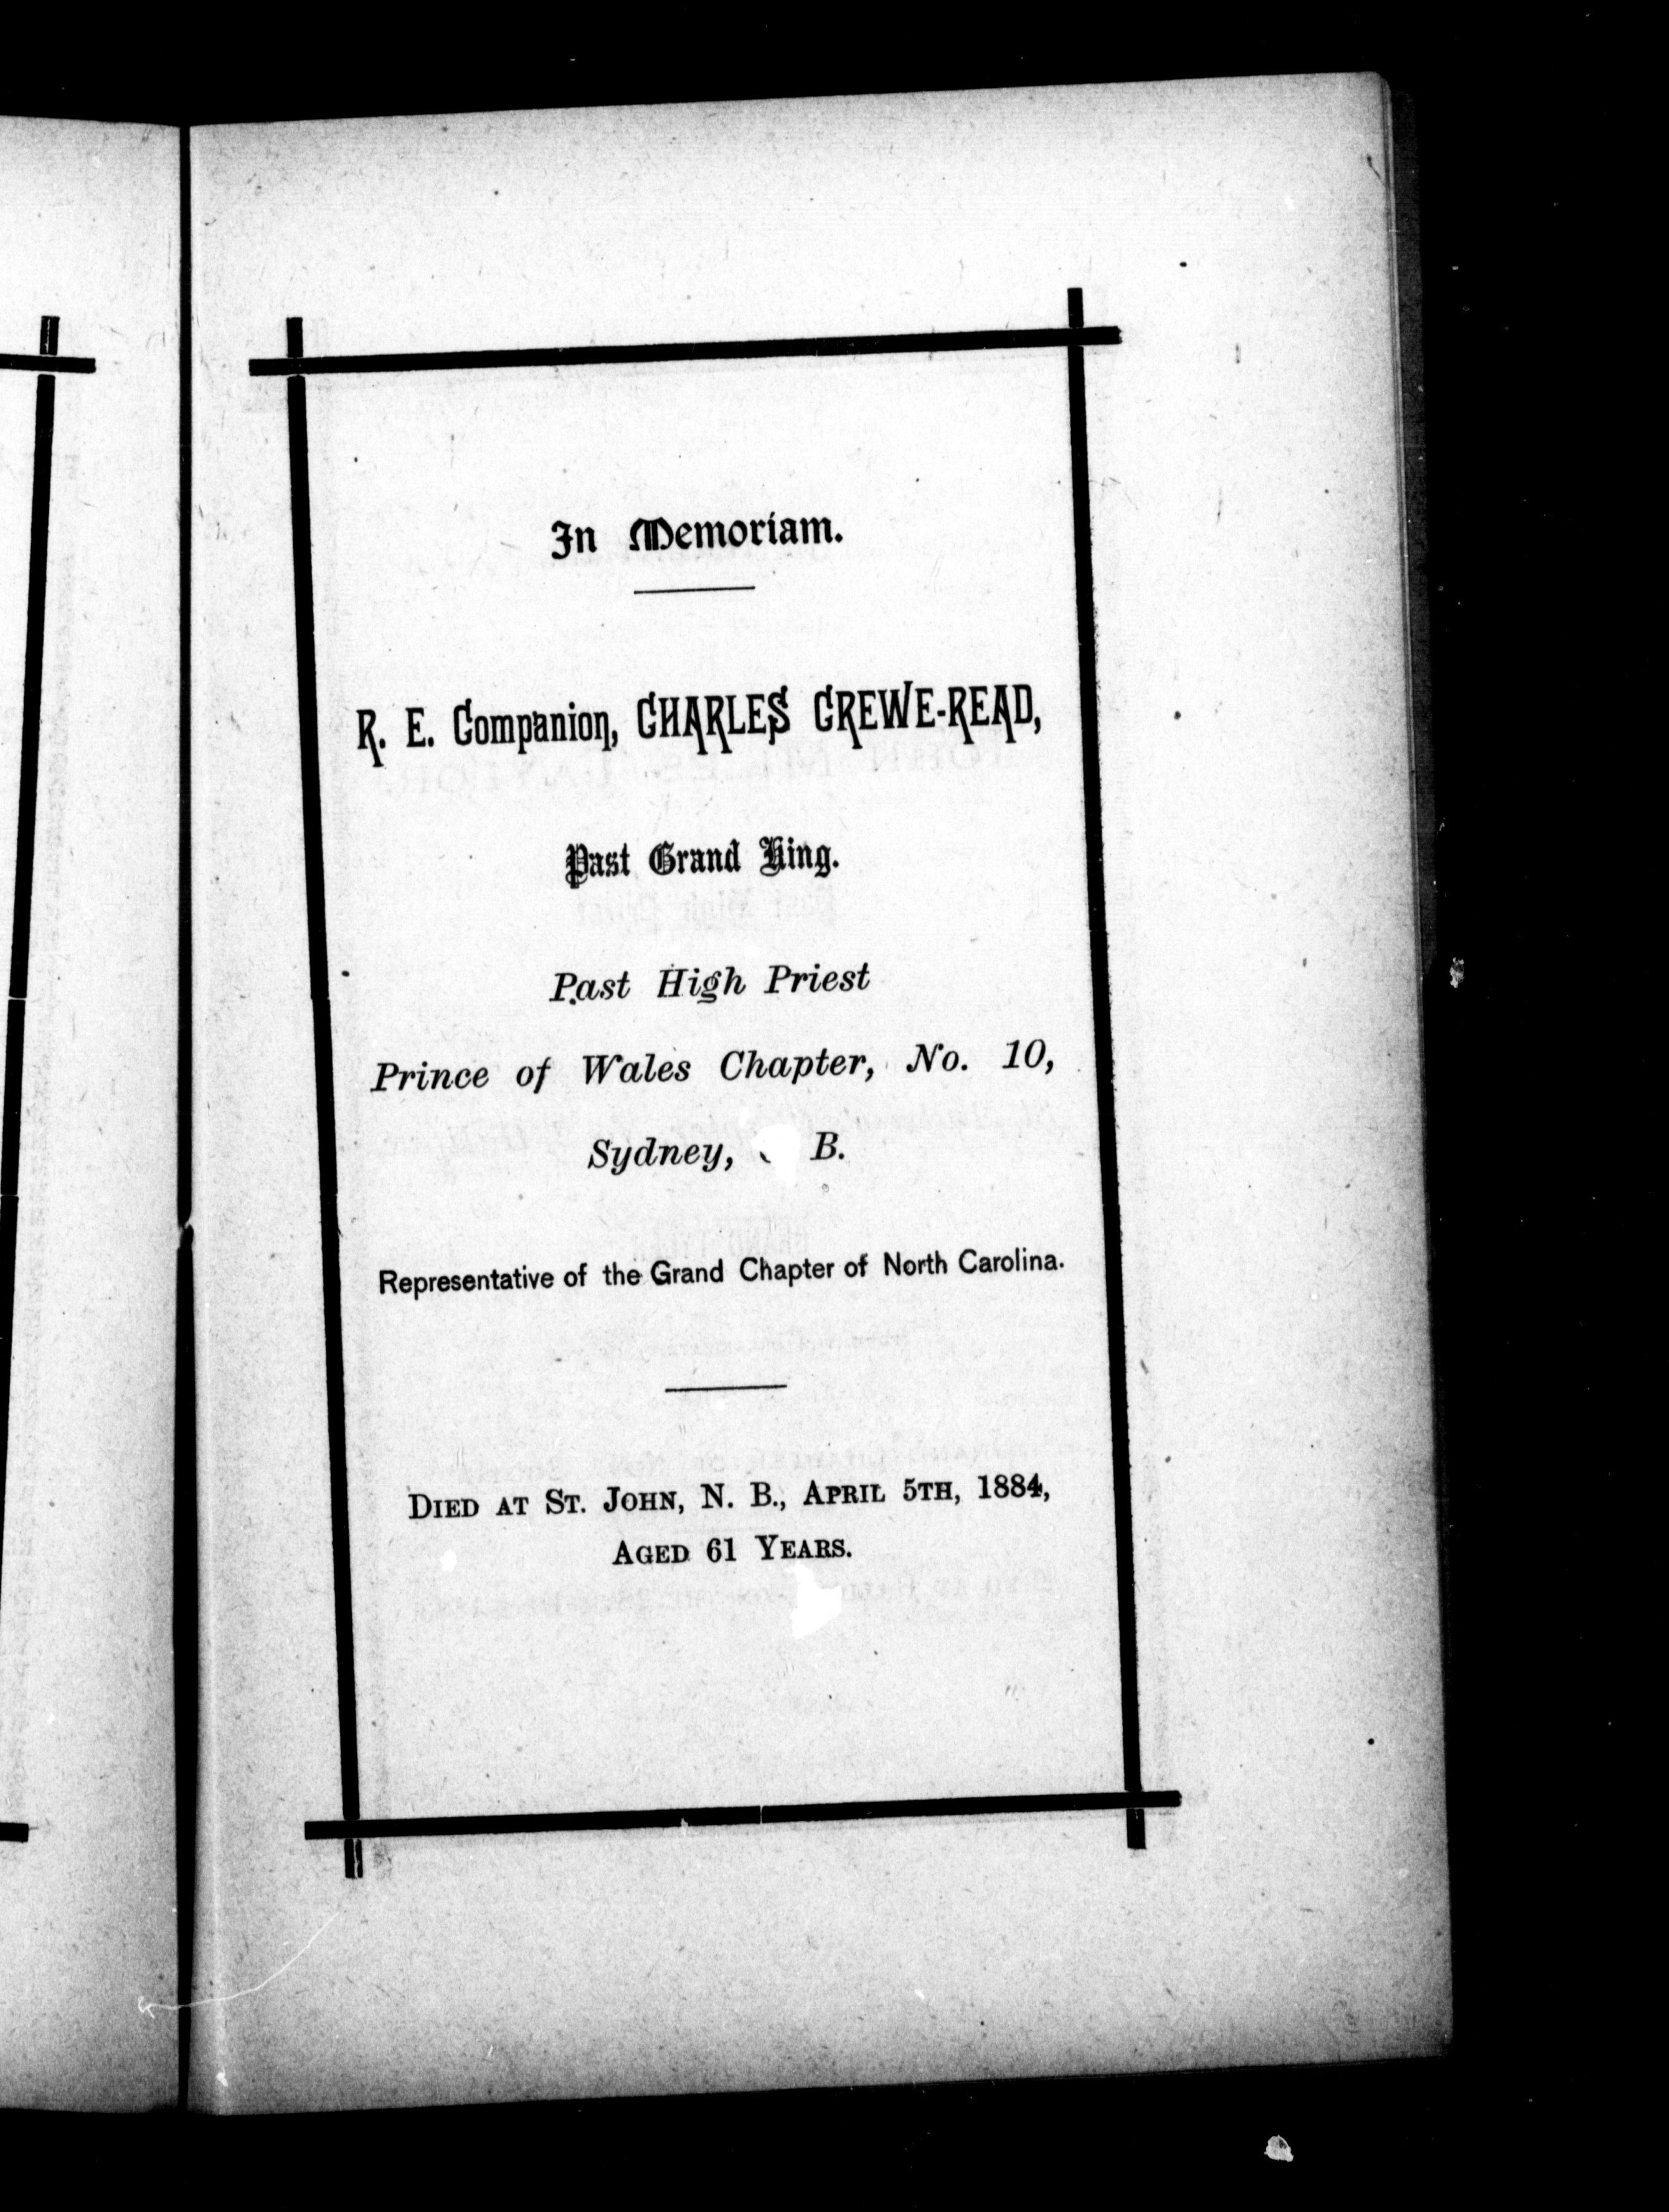 In Memoriam.
R. E. Companion, CHARLES CREWE-READ,
Past Grand King.
Past High Priest
Prince of Wales Chapter, No. 10,
Sydney, B.
Representative of the Grand Chapter of North Carolina.
DIED AT ST. JOHN, N. B., APRIL 5TH, 1884,
AGED 61 YEARS.